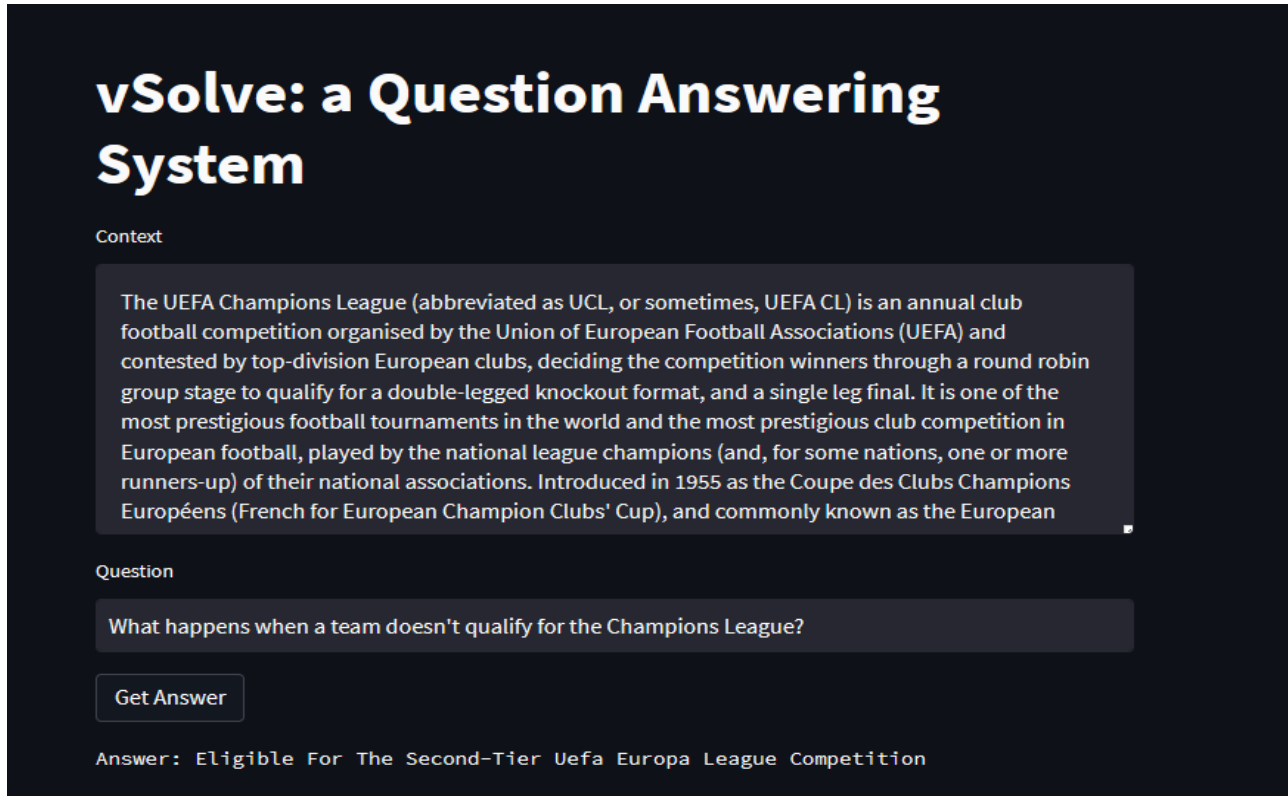 vSolve: a Question Answering
System
Context
The UEFA Champions League (abbreviated as UCL, or sometimes, UEFA CL) is an annual club
football competition organised by the Union of European Football Associations (UEFA) and
contested by top-division European clubs, deciding the competition winners through a round robin
group stage to qualify for a double-legged knockout format, and a single leg final. It is one of the
most prestigious football tournaments in the world and the most prestigious club competition in
European football, played by the national league champions (and, for some nations, one or more
runners-up) of their national associations. Introduced in 1955 as the Coupe des Clubs Champions
Européens (French for European Champion Clubs' Cup), and commonly known as the European
Question
What happens when a team doesn't qualify for the Champions League?
Get Answer
Answer: Eligible For The Second-Tier Uefa Europa League Competition